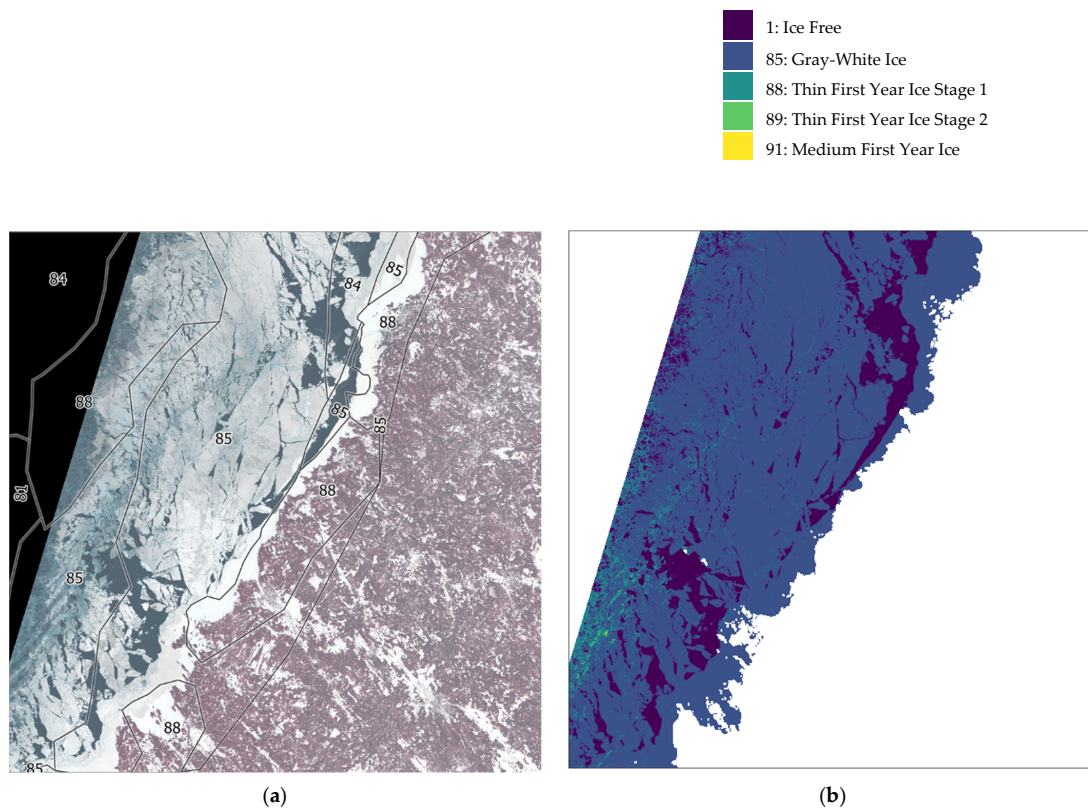 1: Ice Free
85: Gray-White Ice
88: Thin First Year Ice Stage 1
89: Thin First Year Ice Stage 2
91: Medium First Year Ice
84
85
84
88
88
85
85
85
88
81
85
88
85
(a)
(b)